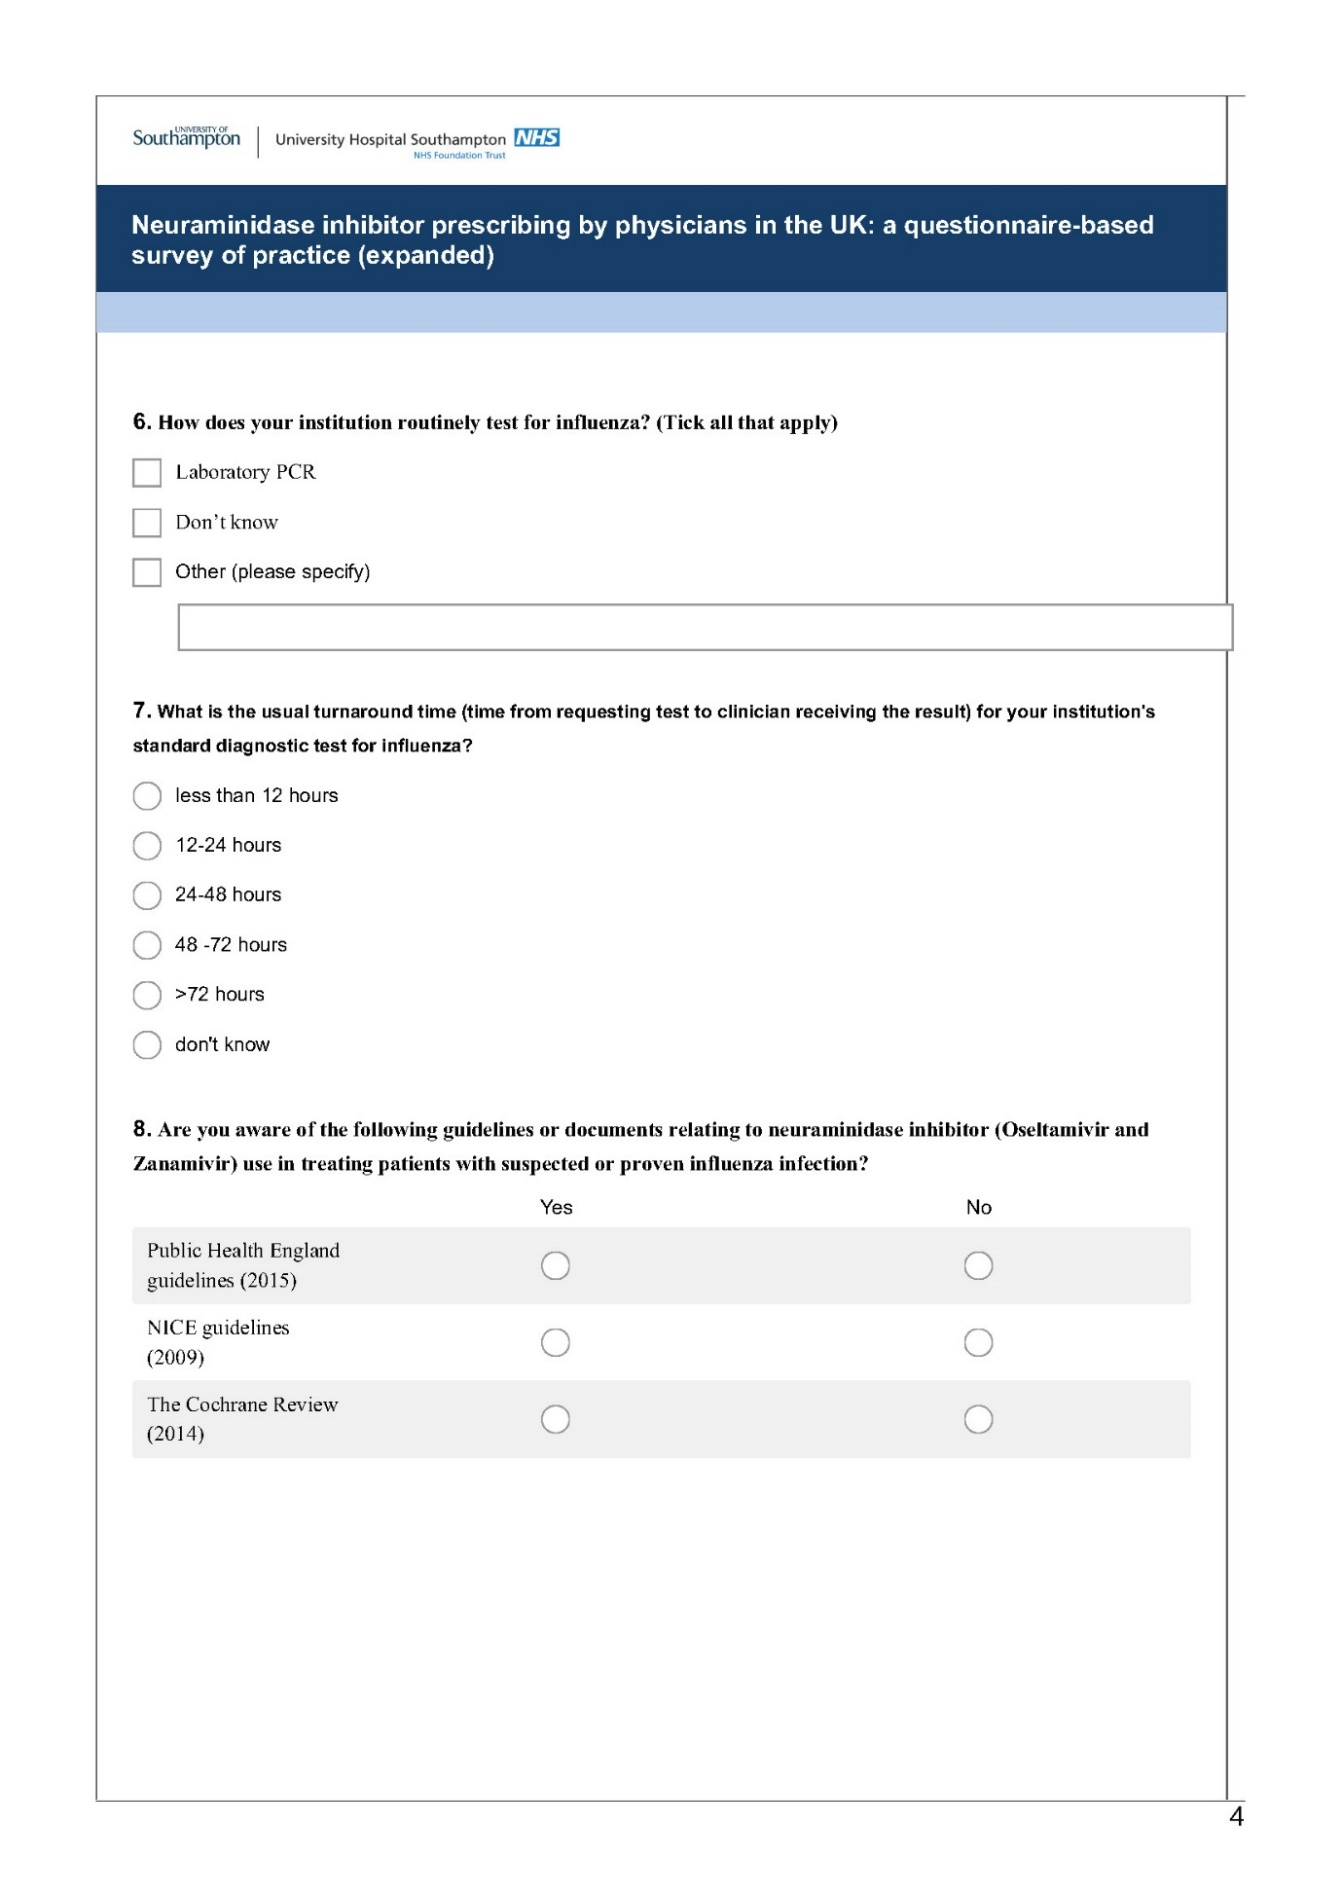 UNIVERSITY OF
Southampton
University Hospital Southampton NHS
NHS Foundation Trust
Neuraminidase inhibitor prescribing by physicians in the UK: a questionnaire-based
survey of practice (expanded)
6. How does your institution routinely test for influenza? (Tick all that apply)
Laboratory PCR
Don’t know
Other (please specify)
7. What is the usual turnaround time (time from requesting test to clinician receiving the result) for your institution's
standard diagnostic test for influenza?
less than 12 hours
12-24 hours
24-48 hours
48 -72 hours
>72 hours
don't know
8. Are you aware of the following guidelines or documents relating to neuraminidase inhibitor (Oseltamivir and
Zanamivir) use in treating patients with suspected or proven influenza infection?
Yes No
Public Health England
guidelines (2015)
NICE guidelines
(2009)
The Cochrane Review
(2014)
4